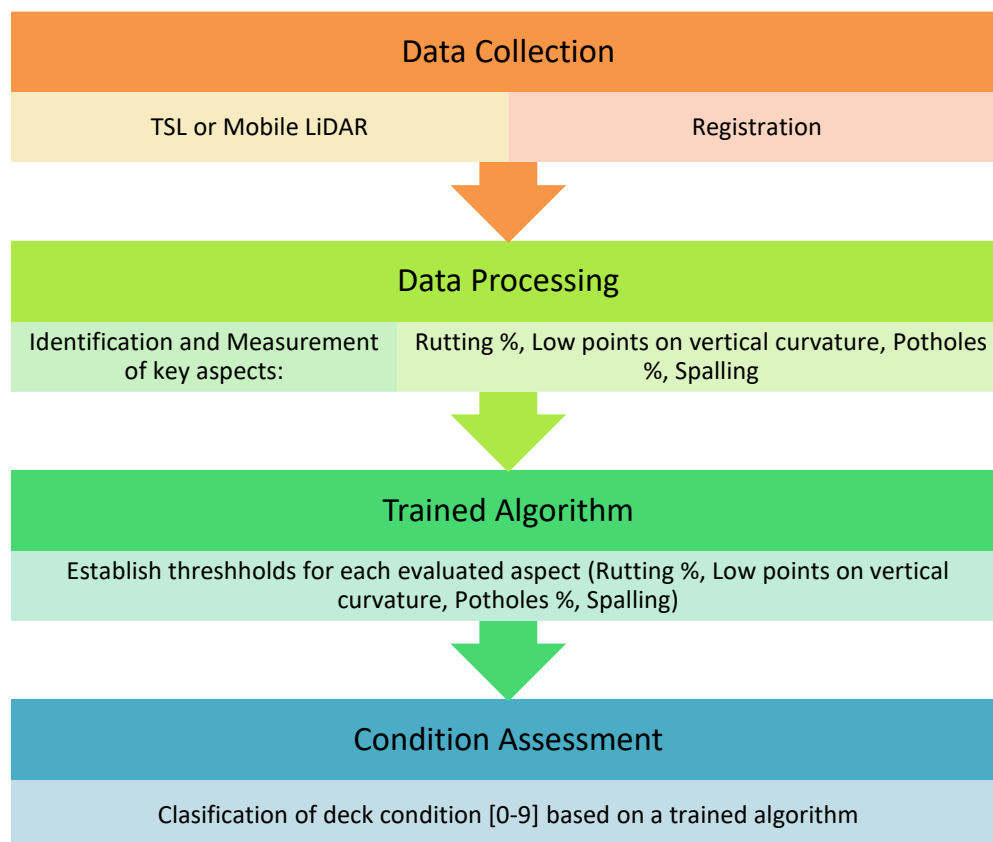 Data Collection
TSL or Mobile LiDAR
Registration
Data Processing
Identification and Measurement
of key aspects:
Rutting %, Low points on vertical curvature, Potholes
%, Spalling
Trained Algorithm
Establish threshholds for each evaluated aspect (Rutting %, Low points on vertical
curvature, Potholes %, Spalling)
Condition Assessment
Clasification of deck condition [0-9] based on a trained algorithm